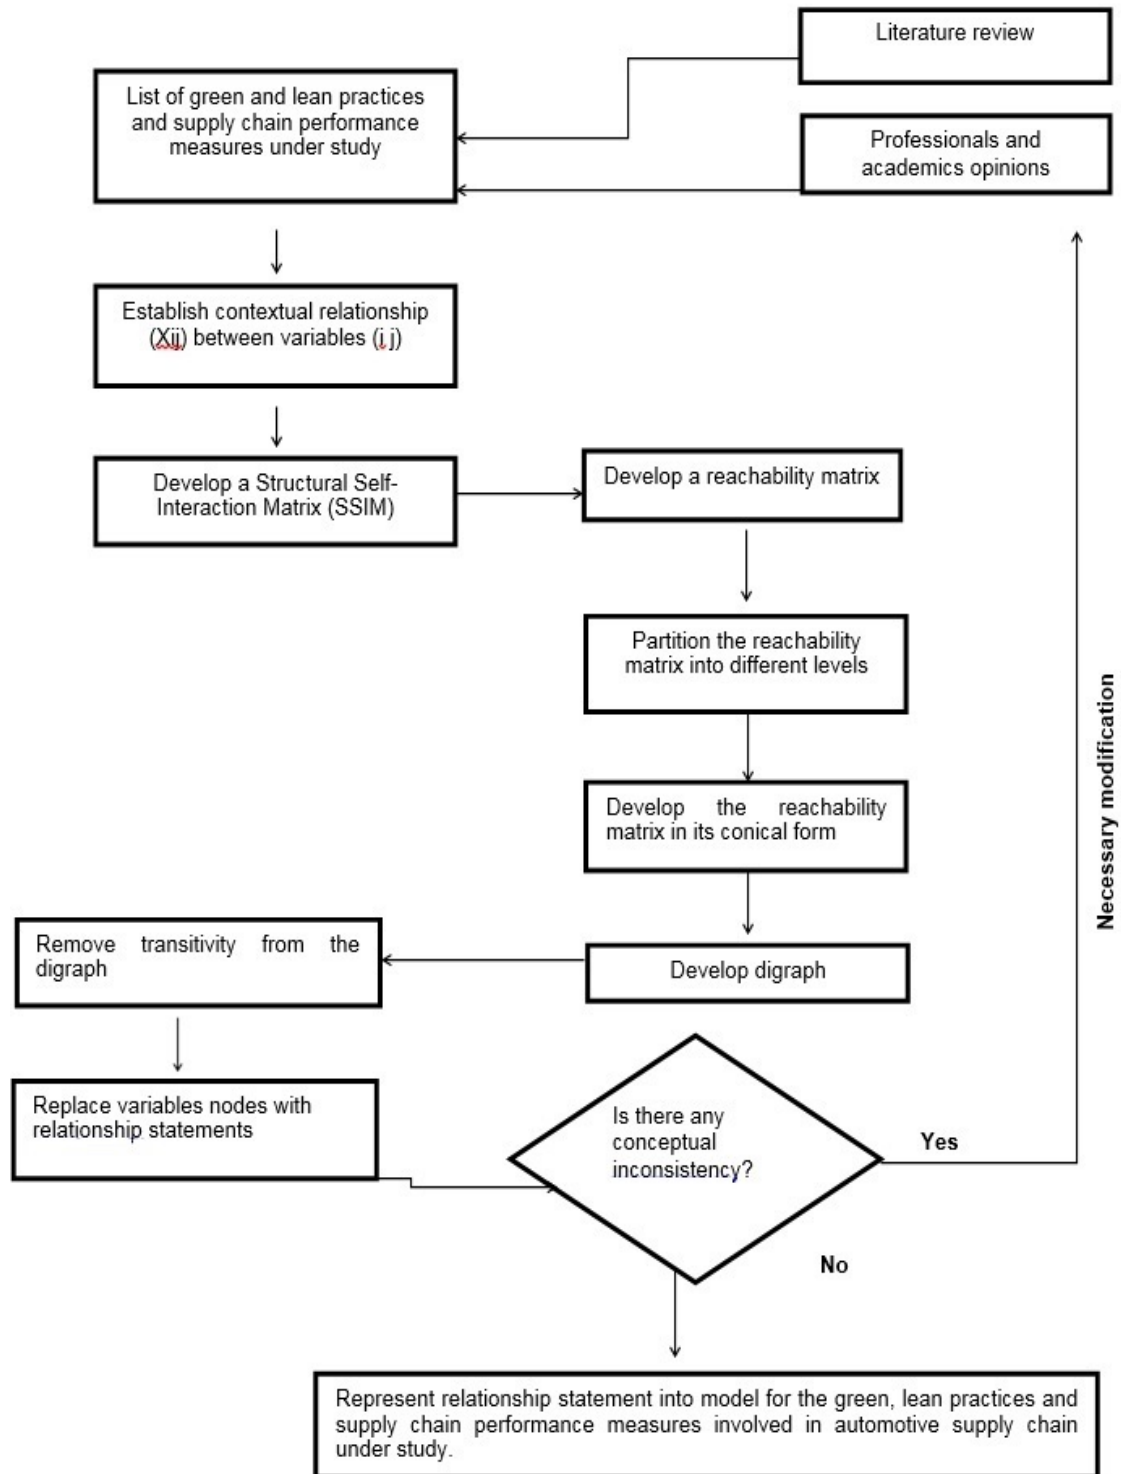 Literature review
List of green and lean practices
and supply chain performance
measures under study
Professionals and
academics opinions
Establish contextual relationship
(Xij) between variables (i j)
Develop a Structural Self-
Interaction Matrix (SSIM)
Develop a reachability matrix
Partition the reachability
matrix into different levels
Develop the reachability
matrix in its conical form
Necessary modification
Remove transitivity from the
digraph
Develop digraph
Replace variables nodes with
relationship statements
Is there any
conceptual
inconsistency?
Yes
No
Represent relationship statement into model for the green, lean practices and
supply chain performance measures involved in automotive supply chain
under study.